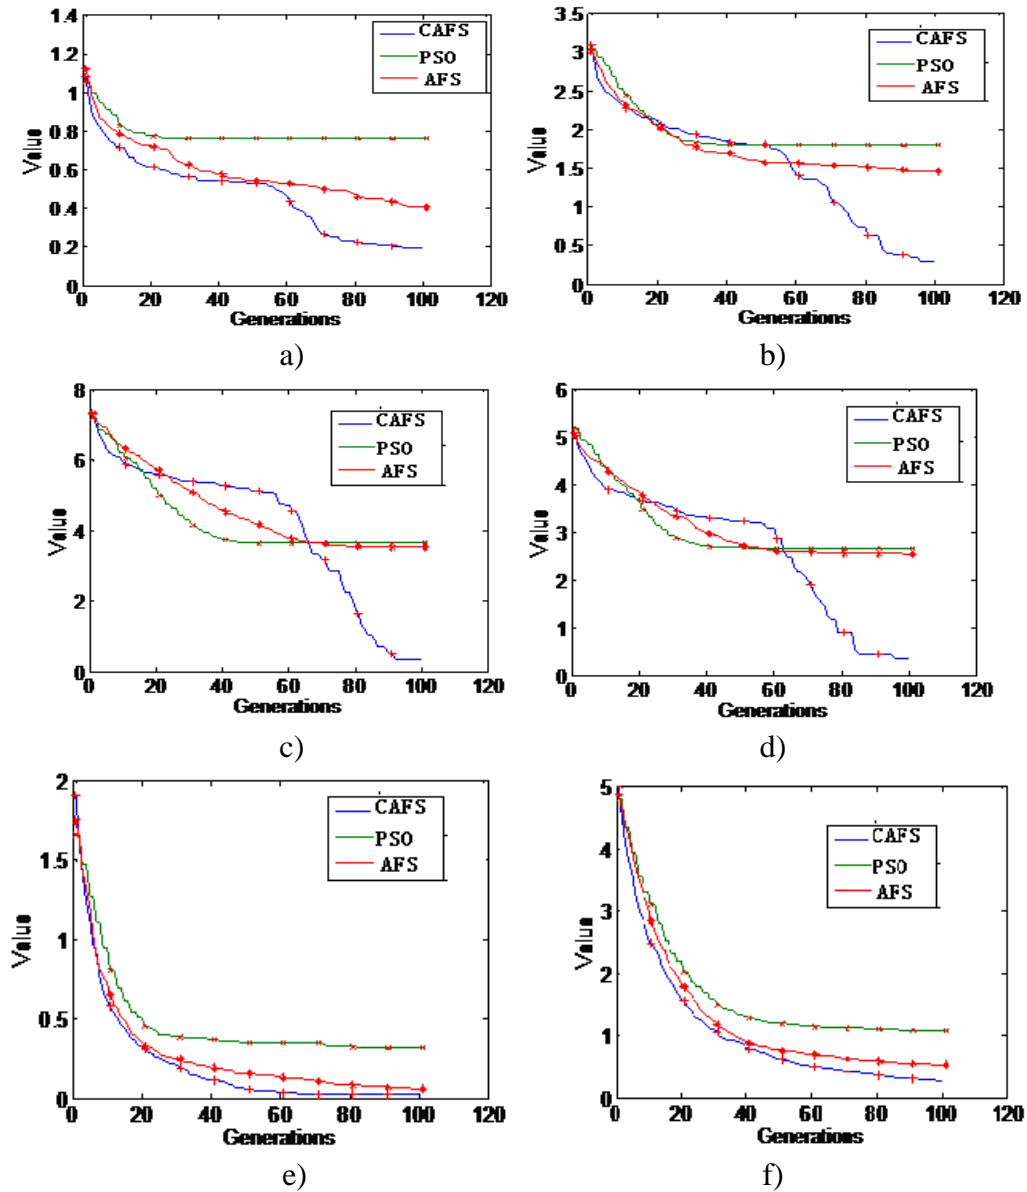 1.4
1.2
1
0.8
0.6
0.4
0.2
0
Value
0 20 40 60 80 100 120
Generations
CAFS
PSO
AFS
a)
3.5
3
2.5
2
1.5
1
0.5
0
Value
0 20 40 60 80 100 120
Generations
CAFS
PSO
AFS
b)
8
6
4
2
0
Value
0 20 40 60 80 100 120
Generations
CAFS
PSO
AFS
c)
6
5
4
3
2
1
0
Value
0 20 40 60 80 100 120
Generations
CAFS
PSO
AFS
d)
2
1.5
1
0.5
0
Value
0 20 40 60 80 100 120
Generations
CAFS
PSO
AFS
e)
5
4
3
2
1
0
Value
0 20 40 60 80 100 120
Generations
CAFS
PSO
AFS
f)